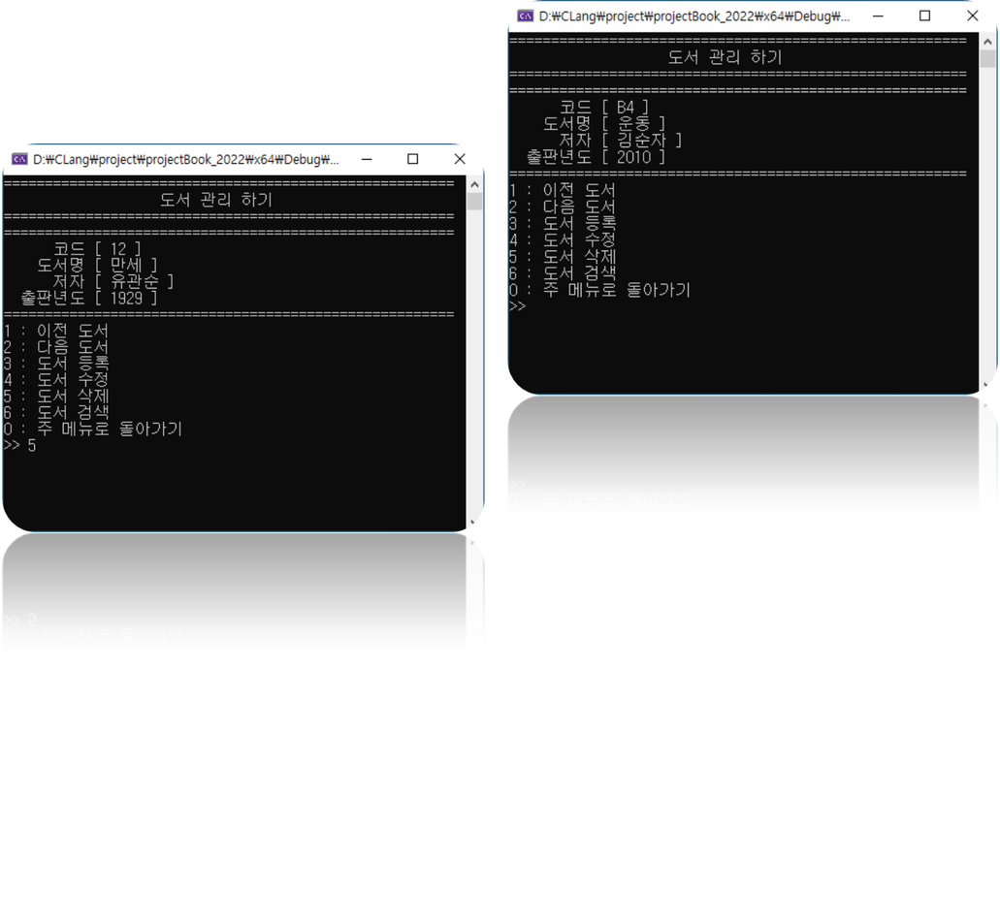 D:₩CLang₩project₩projectBook_2022₩x64₩Debug₩...
==========================================================
도서 관리 하기
==========================================================
==========================================================
코드 [ 12 ]
도서명 [ 만세 ]
저자 [ 유관순 ]
출판년도 [ 1929 ]
==========================================================
1 : 이전 도서
2 : 다음 도서
3 : 도서 등록
4 : 도서 수정
5 : 도서 삭제
6 : 도서 검색
0 : 주 메뉴로 돌아가기
>> 5
D:₩CLang₩project₩projectBook_2022₩x64₩Debug₩...
==========================================================
도서 관리 하기
==========================================================
==========================================================
코드 [ B4 ]
도서명 [ 운동 ]
저자 [ 김순자 ]
출판년도 [ 2010 ]
==========================================================
1 : 이전 도서
2 : 다음 도서
3 : 도서 등록
4 : 도서 수정
5 : 도서 삭제
6 : 도서 검색
0 : 주 메뉴로 돌아가기
>>